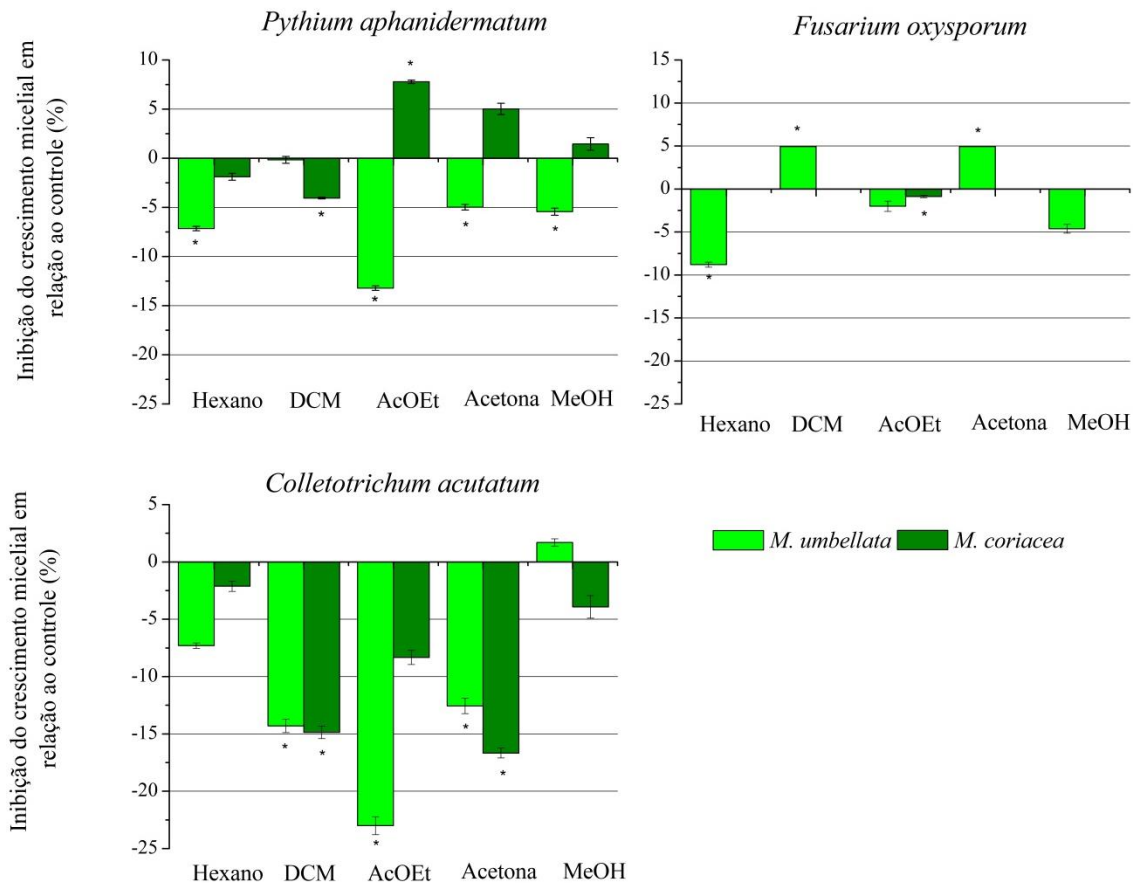 Pythium aphanidermatum
Inibição do crescimento micelial em
relação ao controle (%)
10
5
0
-5
-10
-15
-20
-25
* * * * * *
Hexano DCM AcOEt Acetona MeOH
Fusarium oxysporum
15
10
5
0
-5
-10
-15
-20
-25
* * * *
Hexano DCM AcOEt Acetona MeOH
Colletotrichum acutatum
Inibição do crescimento micelial em
relação ao controle (%)
5
0
-5
-10
-15
-20
-25
* * * * *
Hexano DCM AcOEt Acetona MeOH
M. umbellata M. coriacea